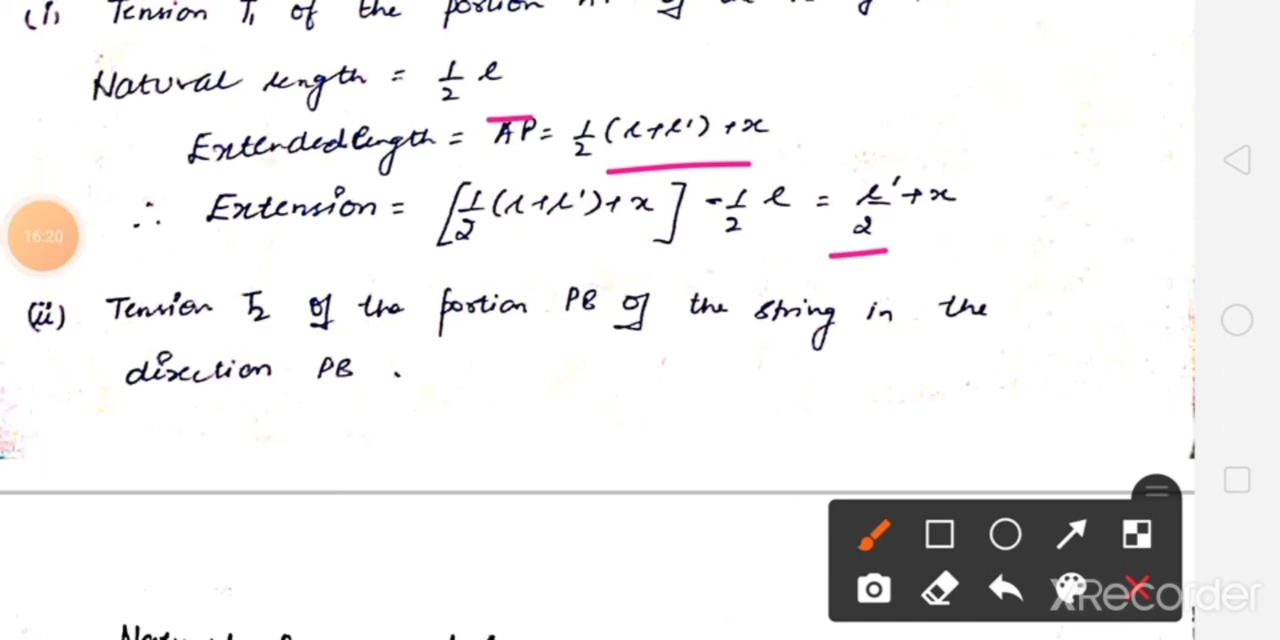 (i) Tension T₁ of the portion
Natural length = 1/2 l
Extended length = AP = 1/2 (l+l') + x
∴ Extension = [1/2 (l+l') + x] - 1/2 l = l'/2 + x
16:20
(ii) Tension T₂ of the portion PB of the string in the
direction PB .
XRecorder